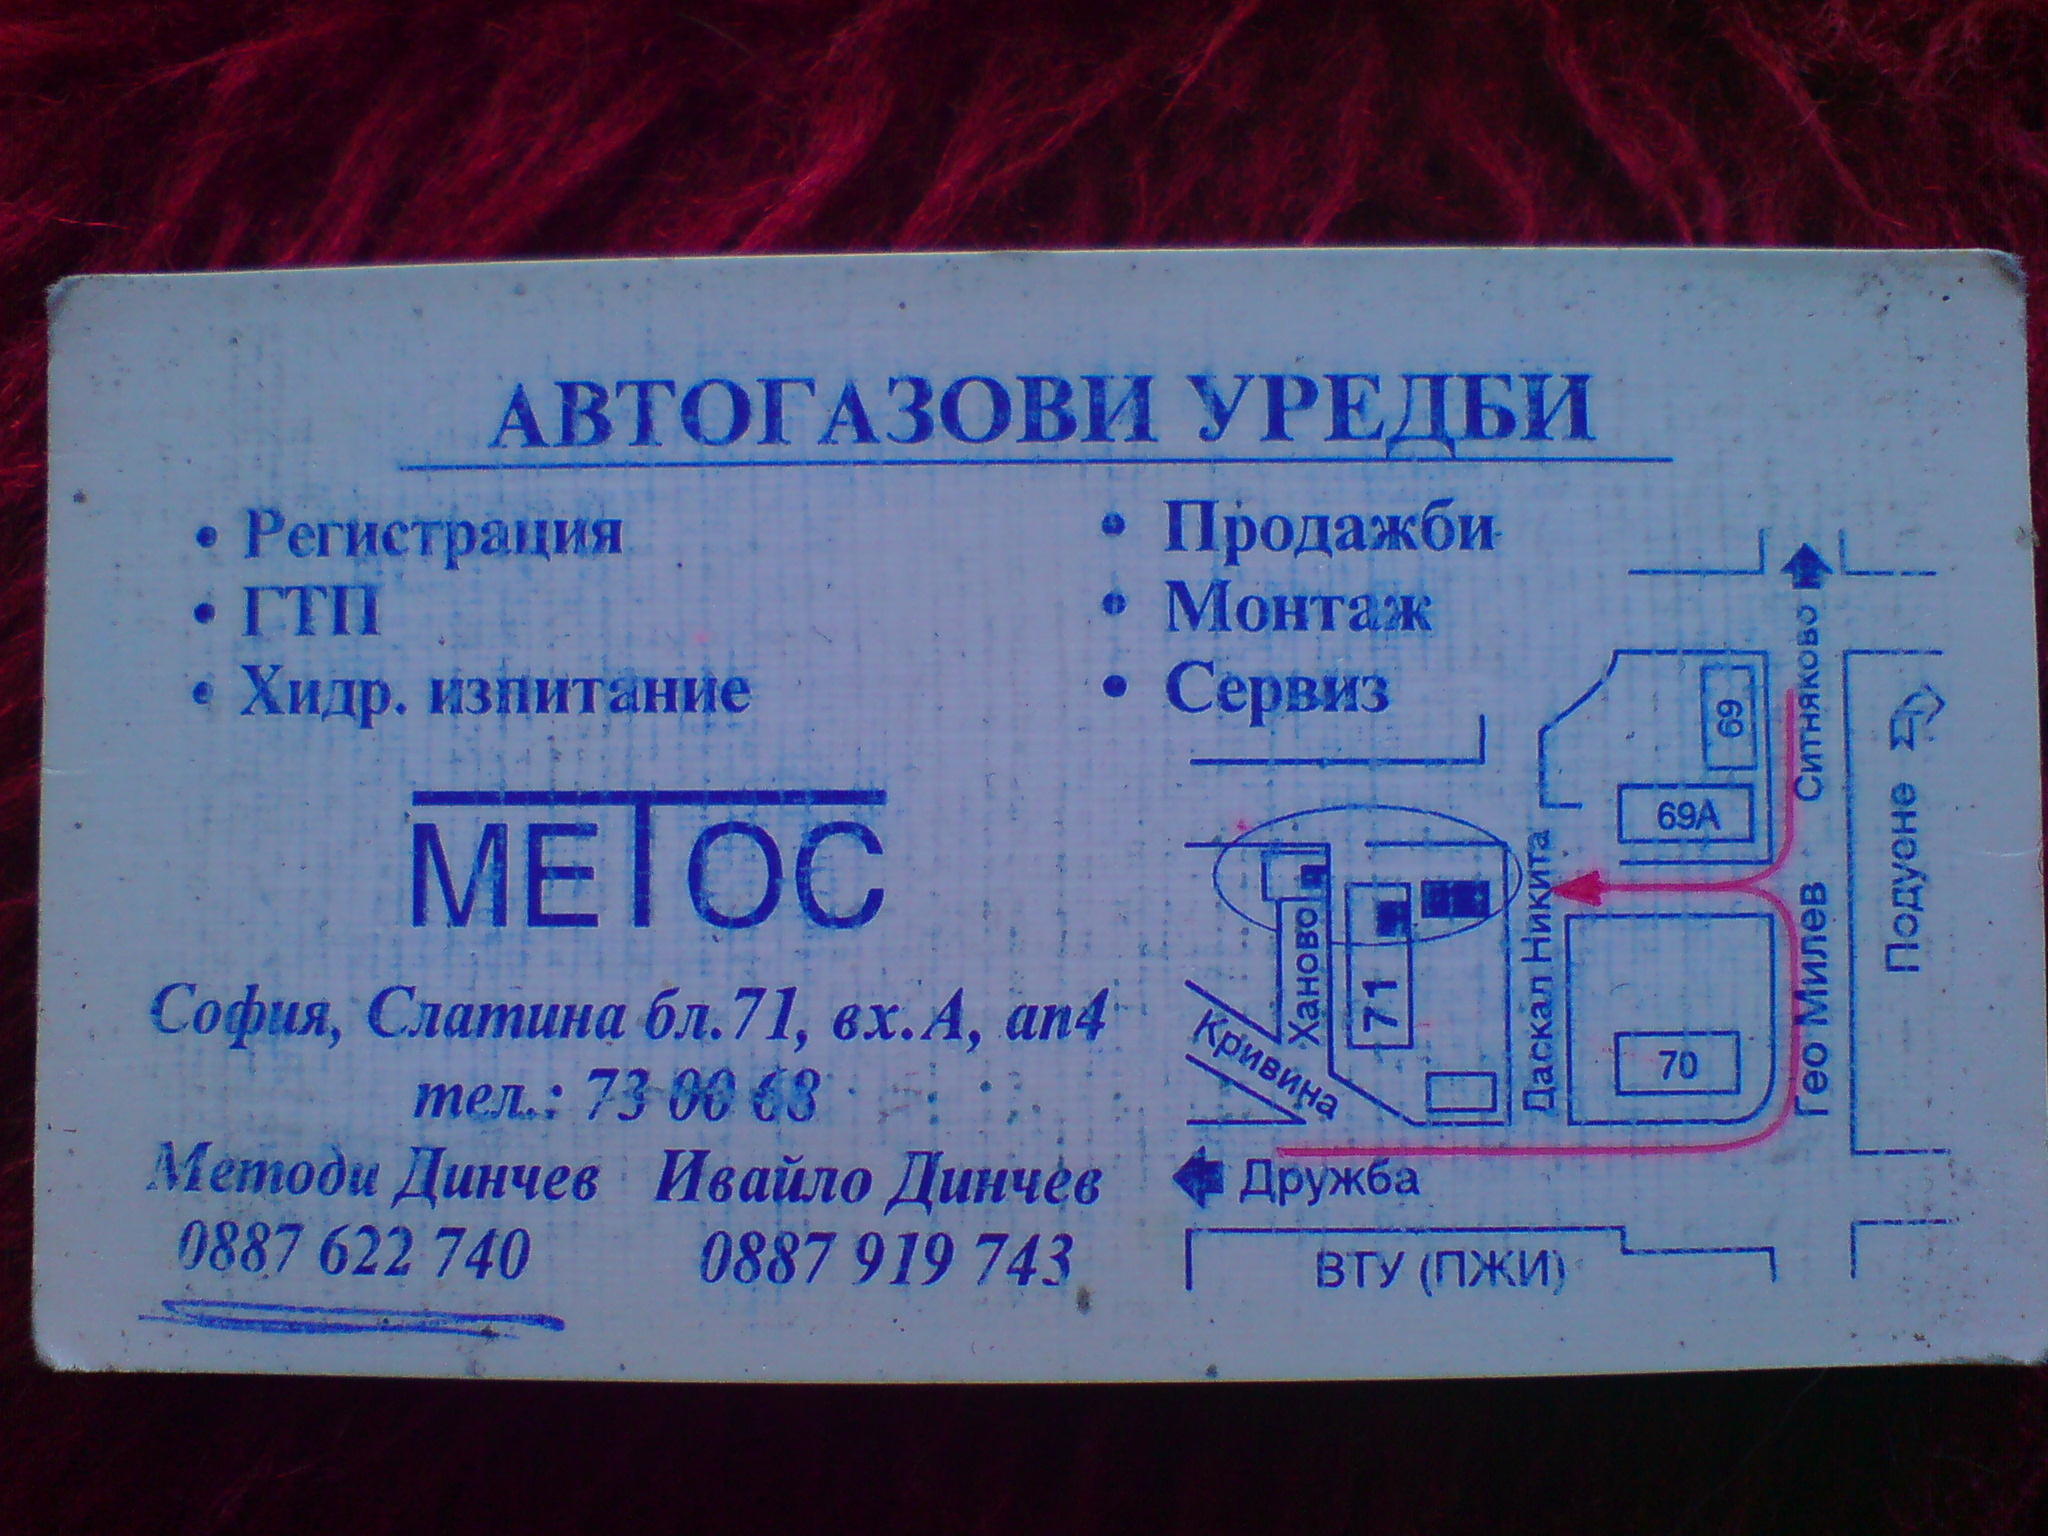 АВТОГАЗОВИ УРЕДБИ
• Регистрация
• ГТП
• Хидр. изпитание
• Продажби
• Монтаж
• Сервиз
МЕТОС
София, Слатина бл.71, вх.А, ап4
тел.: 73 00 68
Методи Динчев Ивайло Динчев
0887 622 740 0887 919 743
Ситняково
69
69А
Подуене
Даскал Никита
Гео Милев
Ханово
71
70
Кривина
Дружба
ВТУ (ПЖИ)